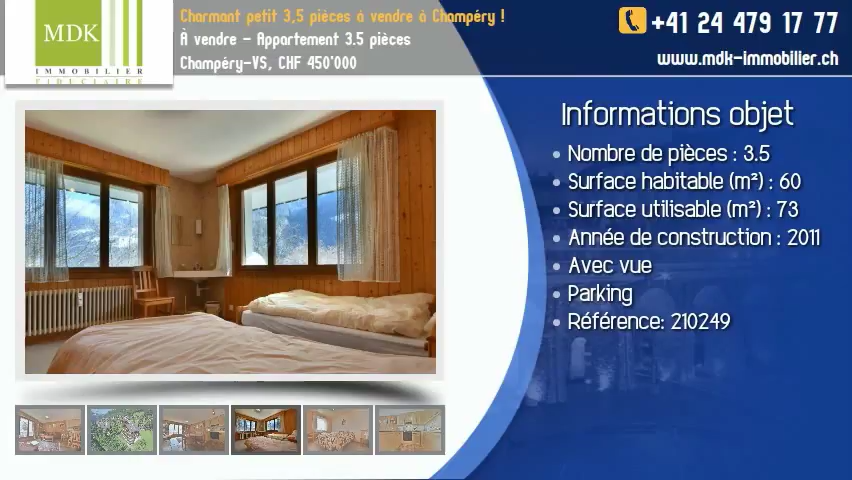 MDK
IMMOBILIER
FIDUCIAIRE
Charmant petit 3,5 pièces à vendre à Champéry !
À vendre - Appartement 3.5 pièces
Champéry-VS, CHF 450'000
+41 24 479 17 77
www.mdk-immobilier.ch
Informations objet
Nombre de pièces : 3.5
Surface habitable (m²) : 60
Surface utilisable (m²) : 73
Année de construction : 2011
Avec vue
Parking
Référence: 210249